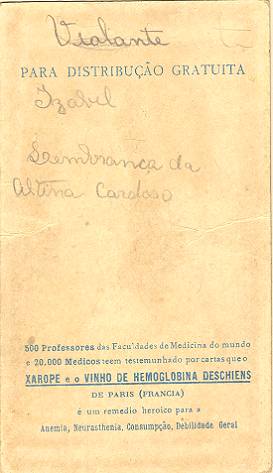 Violante
PARA DISTRIBUÇÃO GRATUITA
Izabel
Lembrança da
Altina Cardoso
500 Professores das Faculdades de Medicina do mundo
e 20.000 Medicos teem testemunhado por cartas que o
XAROPE e o VINHO DE HEMOGLOBINA DESCHIENS
DE PARIS (FRANCIA)
é um remedio heroico para a
Anemia, Neurasthenia, Consumpção, Debilidade Geral